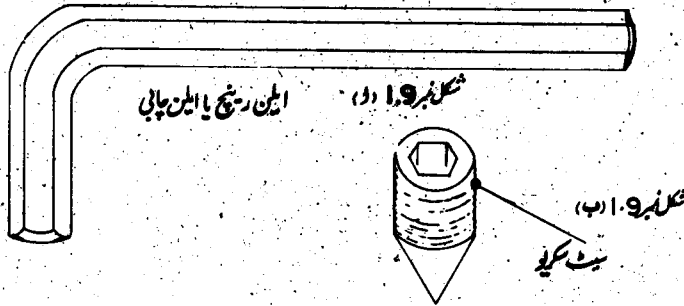 شکل نمبر 1.9 (ا) ایلن رینچ یا ایلن چابی
شکل نمبر 1.9 (ب)
سیٹ سکریو